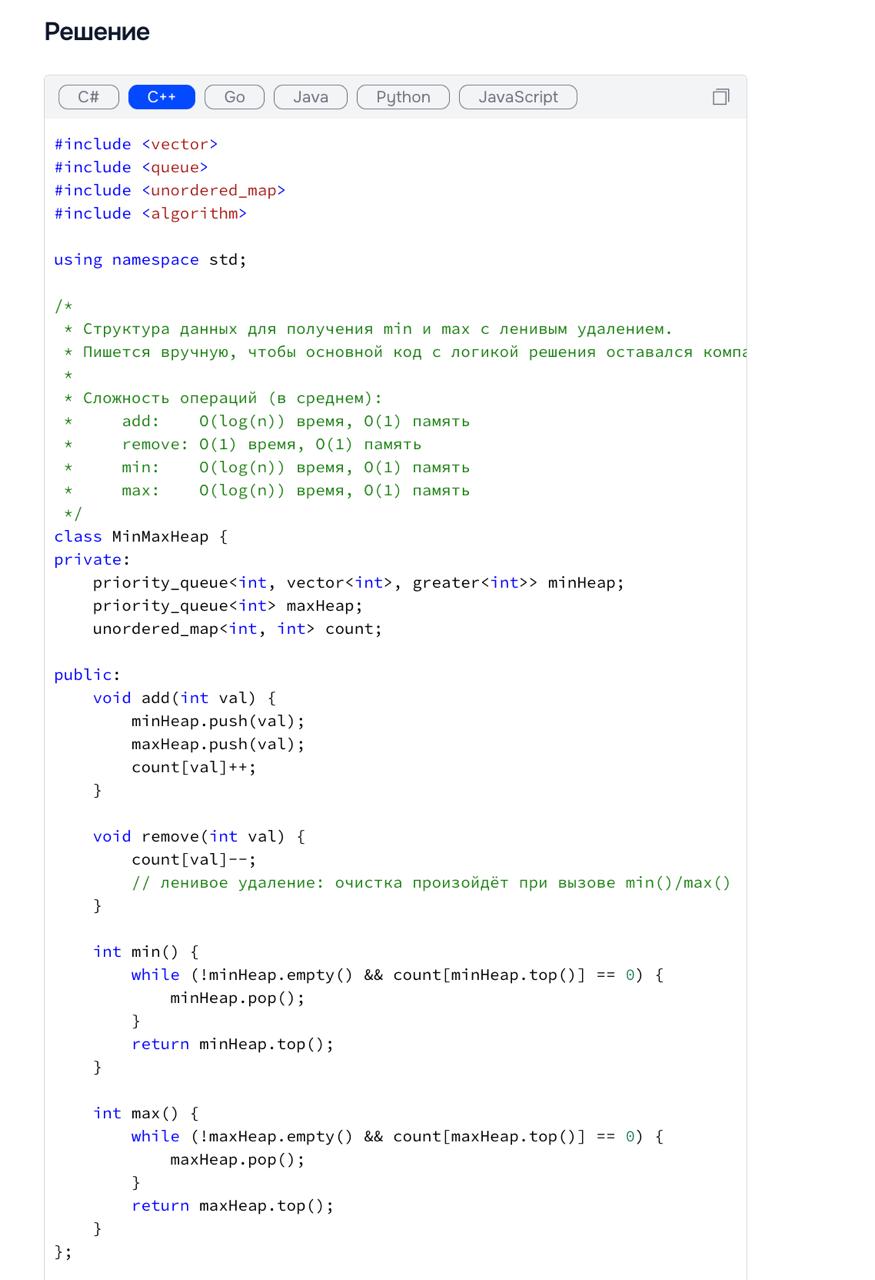 Решение
C# C++ Go Java Python JavaScript
#include <vector>
#include <queue>
#include <unordered_map>
#include <algorithm>

using namespace std;

/*
 * Структура данных для получения min и max с ленивым удалением.
 * Пишется вручную, чтобы основной код с логикой решения оставался компа
 *
 * Сложность операций (в среднем):
 *     add:    O(log(n)) время, O(1) память
 *     remove: O(1) время, O(1) память
 *     min:    O(log(n)) время, O(1) память
 *     max:    O(log(n)) время, O(1) память
 */
class MinMaxHeap {
private:
    priority_queue<int, vector<int>, greater<int>> minHeap;
    priority_queue<int> maxHeap;
    unordered_map<int, int> count;

public:
    void add(int val) {
        minHeap.push(val);
        maxHeap.push(val);
        count[val]++;
    }

    void remove(int val) {
        count[val]--;
        // ленивое удаление: очистка произойдёт при вызове min()/max()
    }

    int min() {
        while (!minHeap.empty() && count[minHeap.top()] == 0) {
            minHeap.pop();
        }
        return minHeap.top();
    }

    int max() {
        while (!maxHeap.empty() && count[maxHeap.top()] == 0) {
            maxHeap.pop();
        }
        return maxHeap.top();
    }
};